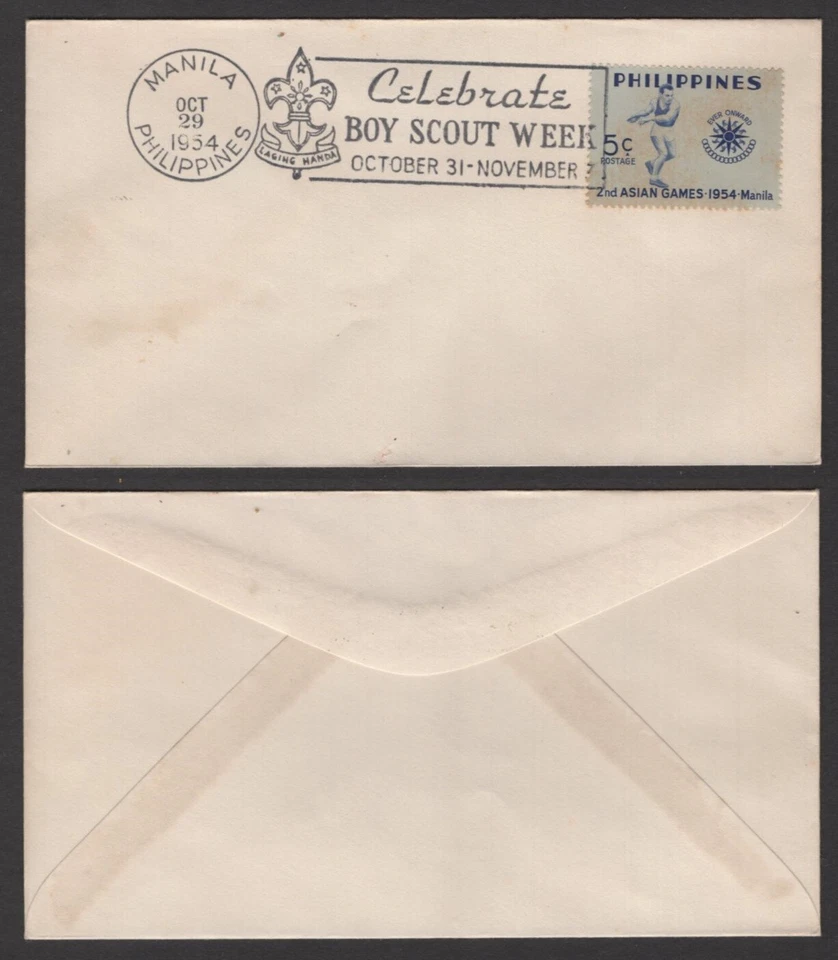 MANILA
OCT
29
1954
PHILIPPINES
LAGING HANDA
Celebrate
BOY SCOUT WEEK
OCTOBER 31-NOVEMBER 7
PHILIPPINES
EVER ONWARD
5c
POSTAGE
2nd ASIAN GAMES·1954·Manila